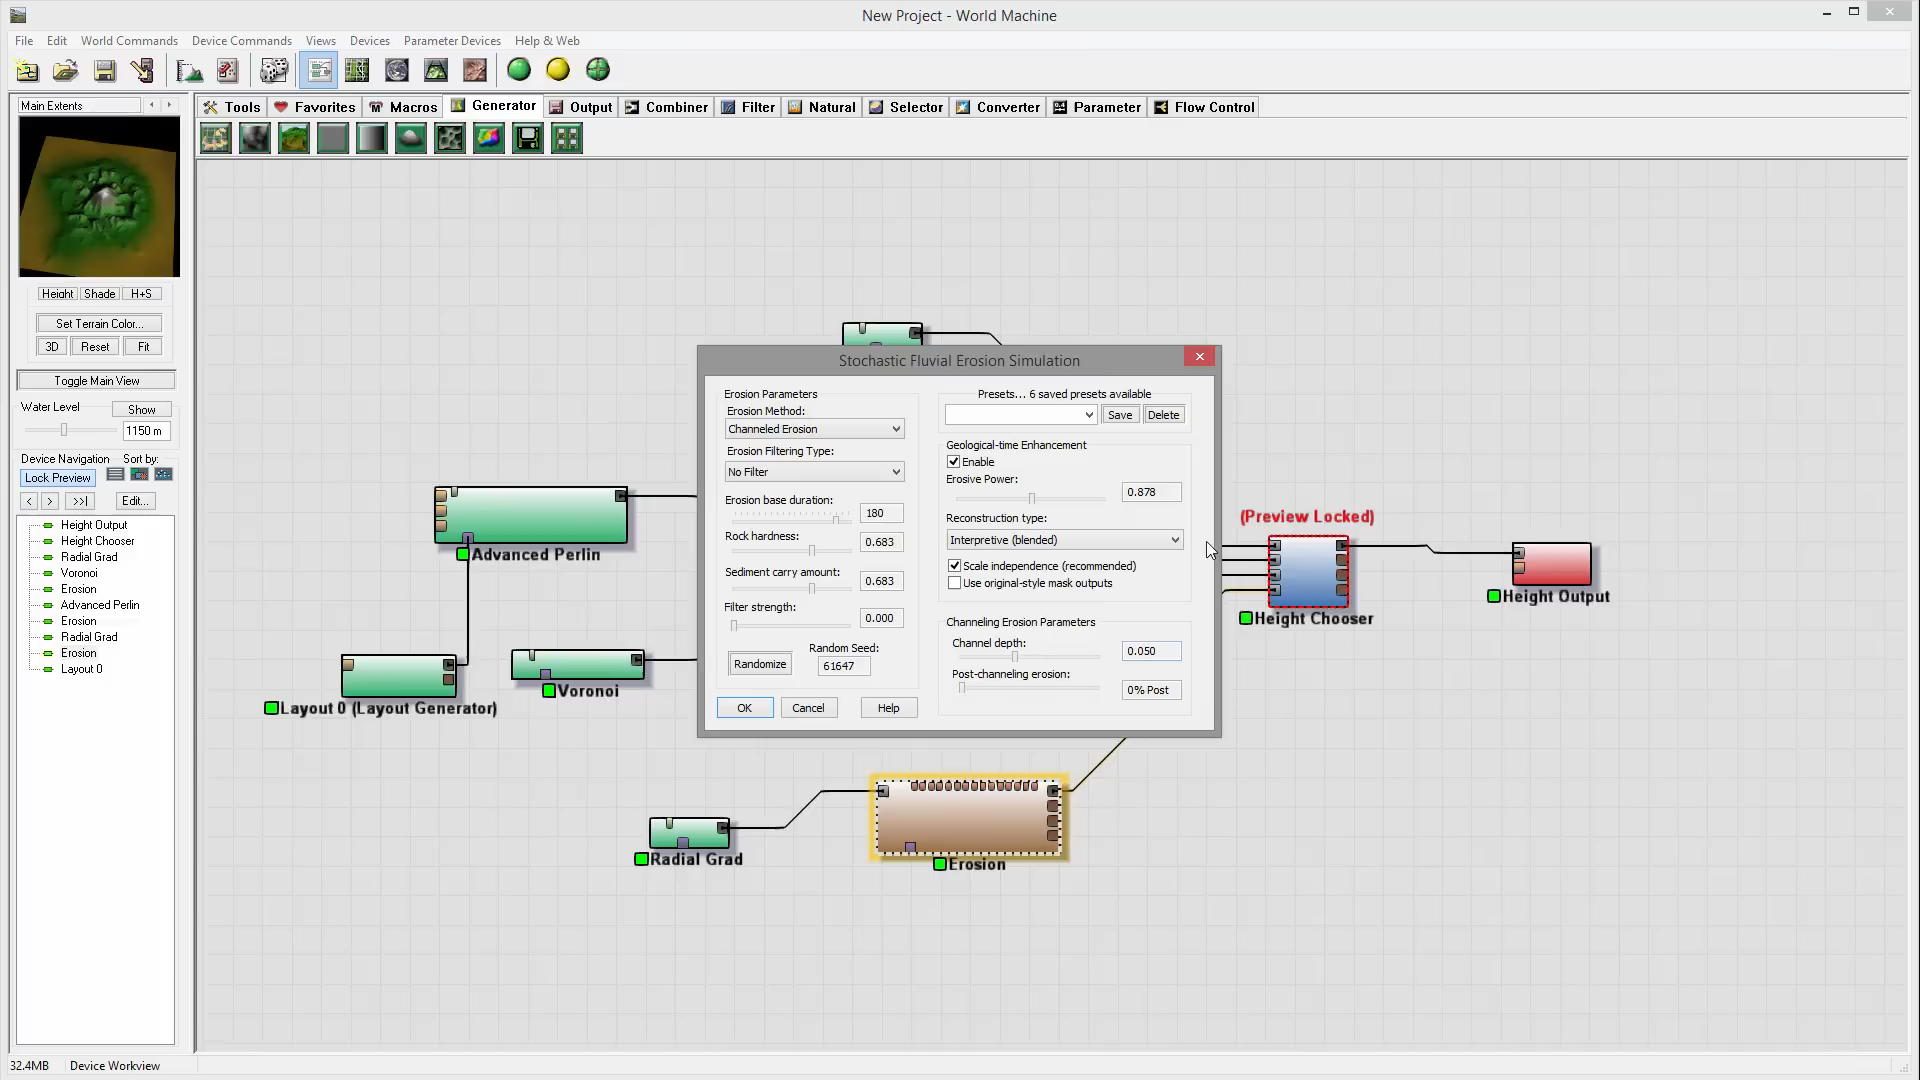 New Project - World Machine
File Edit World Commands Device Commands Views Devices Parameter Devices Help & Web
Main Extents
Tools Favorites Macros Generator Output Combiner Filter Natural Selector Converter Parameter Flow Control
Height Shade H+S
Set Terrain Color...
3D Reset Fit
Toggle Main View
Water Level Show
1150 m
Device Navigation Sort by:
Lock Preview
< > >>| Edit...
Height Output
Height Chooser
Radial Grad
Voronoi
Erosion
Advanced Perlin
Erosion
Radial Grad
Erosion
Layout 0
Advanced Perlin
Layout 0 (Layout Generator)
Voronoi
Radial Grad
Erosion
(Preview Locked)
Height Chooser
Height Output
Stochastic Fluvial Erosion Simulation
Erosion Parameters
Erosion Method:
Channeled Erosion
Erosion Filtering Type:
No Filter
Erosion base duration:
180
Rock hardness:
0.683
Sediment carry amount:
0.683
Filter strength:
0.000
Randomize
Random Seed:
61647
OK Cancel Help
Presets... 6 saved presets available
Save Delete
Geological-time Enhancement
Enable
Erosive Power:
0.878
Reconstruction type:
Interpretive (blended)
Scale independence (recommended)
Use original-style mask outputs
Channeling Erosion Parameters
Channel depth:
0.050
Post-channeling erosion:
0% Post
32.4MB Device Workview